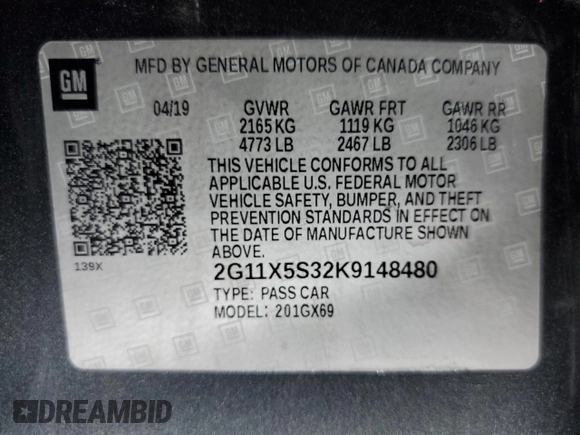 GM
MFD BY GENERAL MOTORS OF CANADA COMPANY
04/19 GVWR GAWR FRT GAWR RR
2165 KG 1119 KG 1046 KG
4773 LB 2467 LB 2306 LB
THIS VEHICLE CONFORMS TO ALL
APPLICABLE U.S. FEDERAL MOTOR
VEHICLE SAFETY, BUMPER, AND THEFT
PREVENTION STANDARDS IN EFFECT ON
THE DATE OF MANUFACTURE SHOWN
ABOVE.
139X
2G11X5S32K9148480
TYPE: PASS CAR
MODEL: 201GX69
DREAMBID